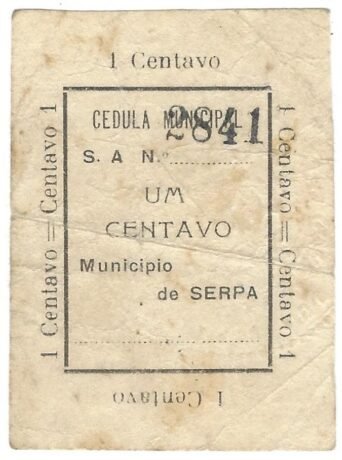 1 Centavo
1 Centavo = Centavo 1
CEDULA MUNICIPAL
2841
S. A N.º
UM
CENTAVO
Municipio
de SERPA
1 Centavo = Centavo 1
1 Centavo